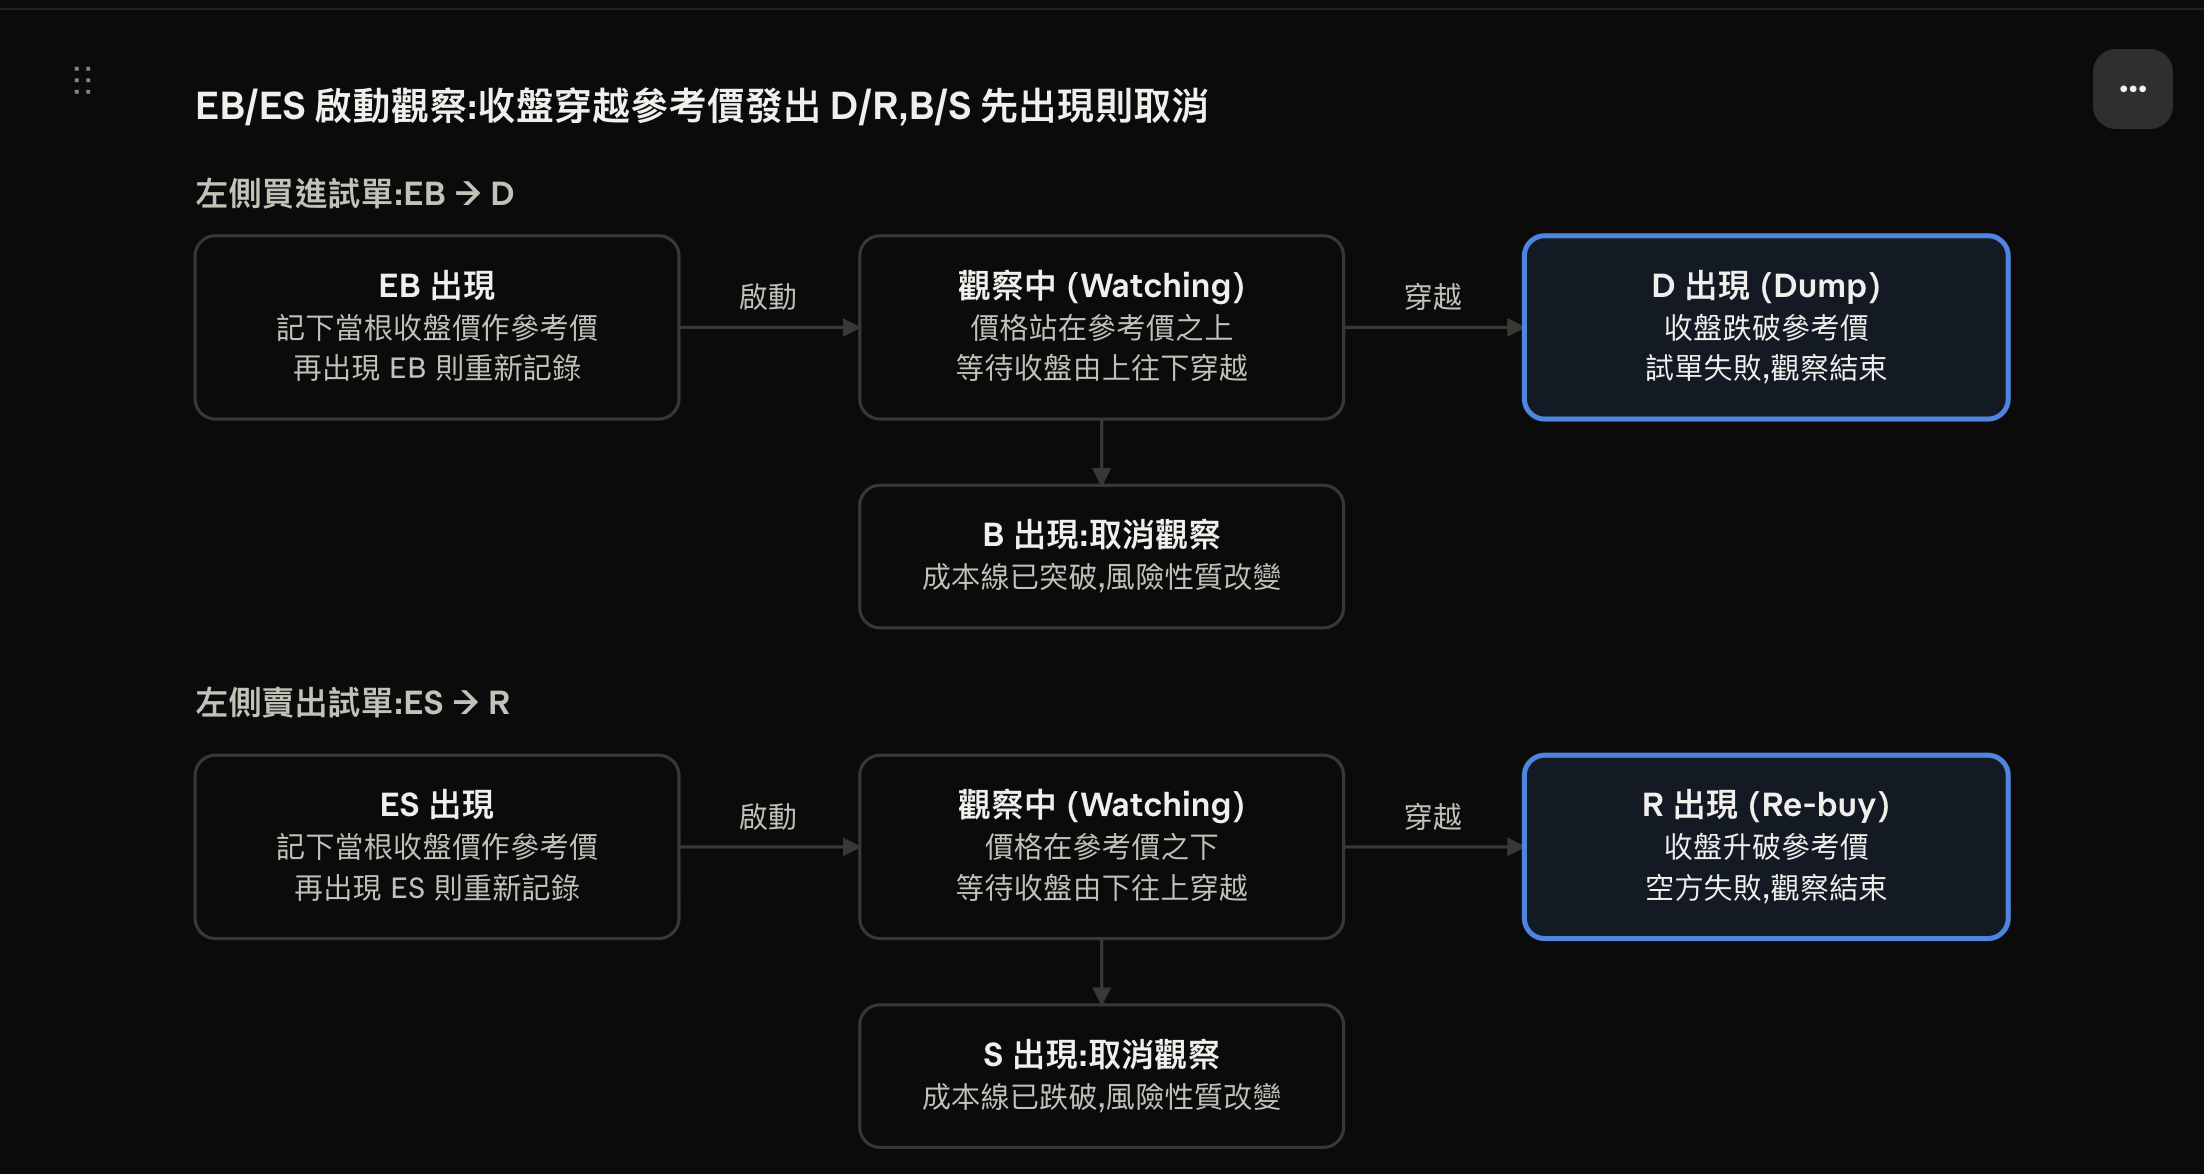 EB/ES 啟動觀察:收盤穿越參考價發出 D/R,B/S 先出現則取消
左側買進試單:EB → D
EB 出現
記下當根收盤價作參考價
再出現 EB 則重新記錄
啟動
觀察中 (Watching)
價格站在參考價之上
等待收盤由上往下穿越
穿越
D 出現 (Dump)
收盤跌破參考價
試單失敗,觀察結束
B 出現:取消觀察
成本線已突破,風險性質改變
左側賣出試單:ES → R
ES 出現
記下當根收盤價作參考價
再出現 ES 則重新記錄
啟動
觀察中 (Watching)
價格在參考價之下
等待收盤由下往上穿越
穿越
R 出現 (Re-buy)
收盤升破參考價
空方失敗,觀察結束
S 出現:取消觀察
成本線已跌破,風險性質改變